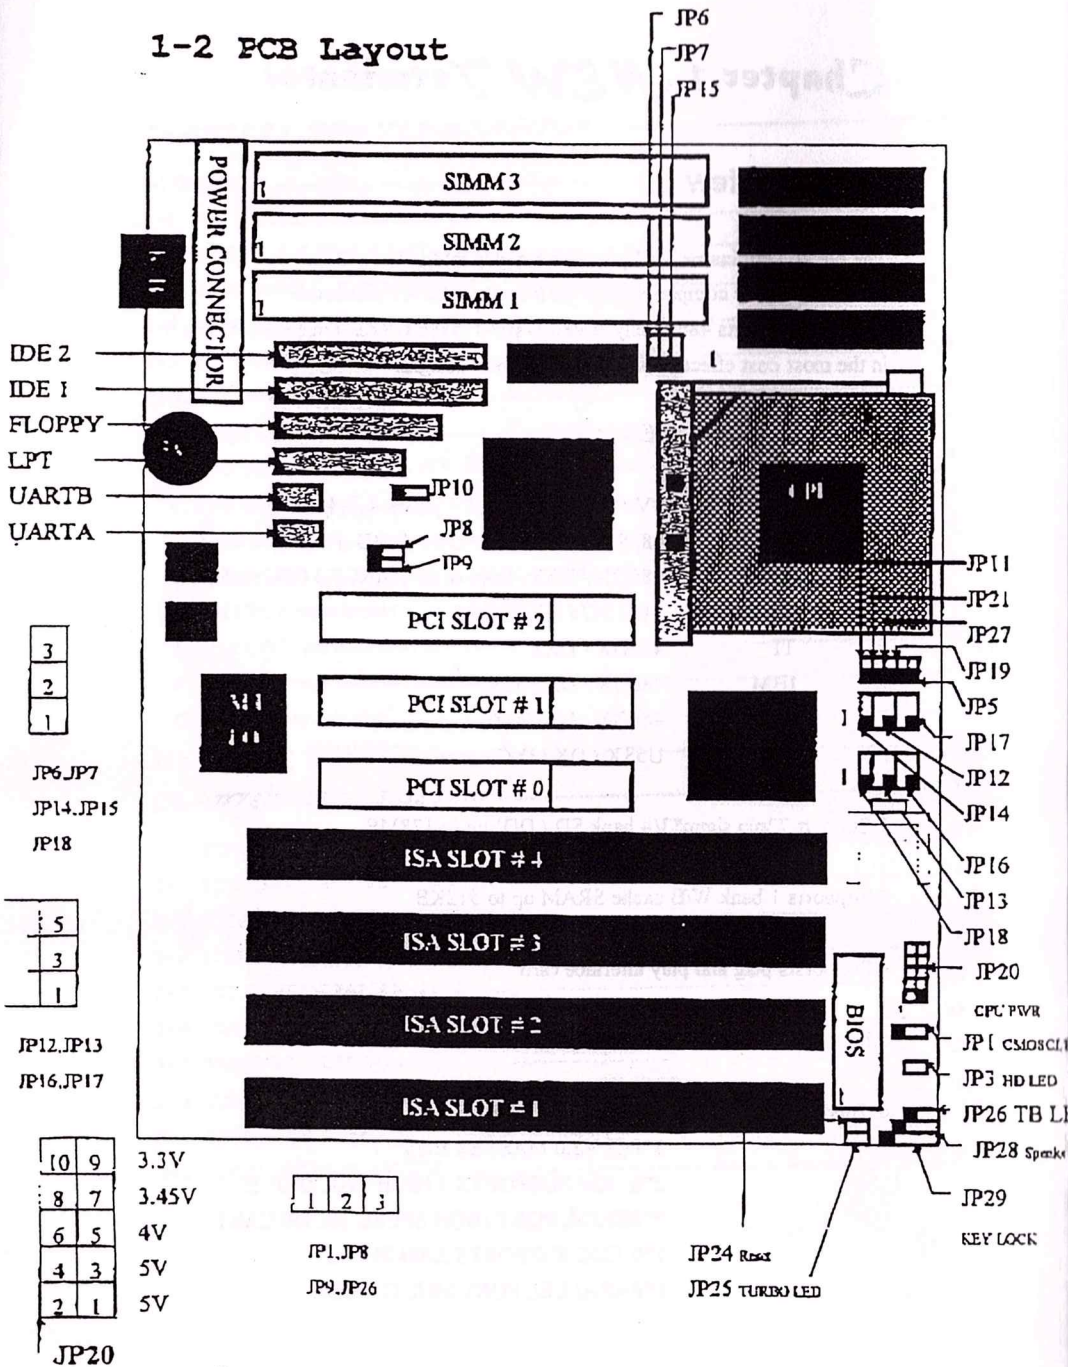 1-2 PCB Layout
JP6
JP7
JP15
POWER CONNECTOR
1
SIMM 3
1
SIMM 2
1
SIMM 1
1
IDE 2
IDE 1
FLOPPY
LPT
UARTB
UARTA
JP10
JP8
JP9
JP11
JP21
JP27
JP19
JP5
JP17
JP12
JP14
JP16
JP13
JP18
JP20
CPU PWR
JP1
JP3 HD LED
JP26
JP28
JP29
KEY LOCK
PCI SLOT # 2
PCI SLOT # 1
PCI SLOT # 0
ISA SLOT # 4
ISA SLOT # 3
ISA SLOT # 2
ISA SLOT # 1
BIOS
3
2
1
JP6,JP7
JP14,JP15
JP18
5
3
1
JP12,JP13
JP16,JP17
10 9 3.3V
8 7 3.45V
6 5 4V
4 3 5V
2 1 5V
JP20
1 2 3
JP1,JP8
JP9,JP26
JP24 Reset
JP25 TURBO LED